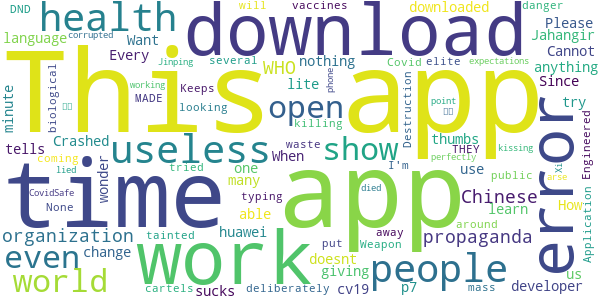 DND
health
download
vaccines
will
downloaded
danger
corrupted
language
Want
Please
Jahangir
Every
several
WHO
Covid
elite
Cannot
Jinping
nothing
anything
minute
biological
This
app
MADE
Keeps
looking
open
lite
killing
phone
Destruction
working
point
Since
try
Crashed
useless
show
thumbs
THEY
expectations
error
tells
coming
lied
CovidSafe
None
time
wonder
tried
When
one
many
waste
I'm
perfectly
use
kissing
Engineered
Chinese
public
How
Xi
arse
Application
typing
able
app
died
learn
organization
tainted
work
huawei
doesnt
put
away
Weapon
around
us
even
change
giving
people
propaganda
world
cartels
sucks
deliberately
cv19
p7
mass
developer